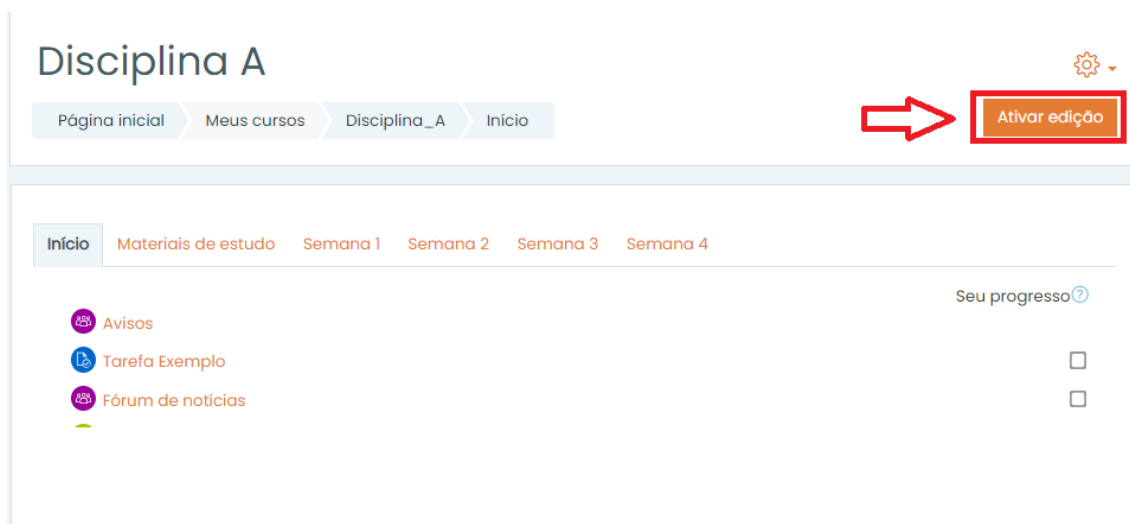 Disciplina A
Página inicial Meus cursos Disciplina_A Início
Ativar edição
Início Materiais de estudo Semana 1 Semana 2 Semana 3 Semana 4
Seu progresso
Avisos
Tarefa Exemplo
Fórum de notícias